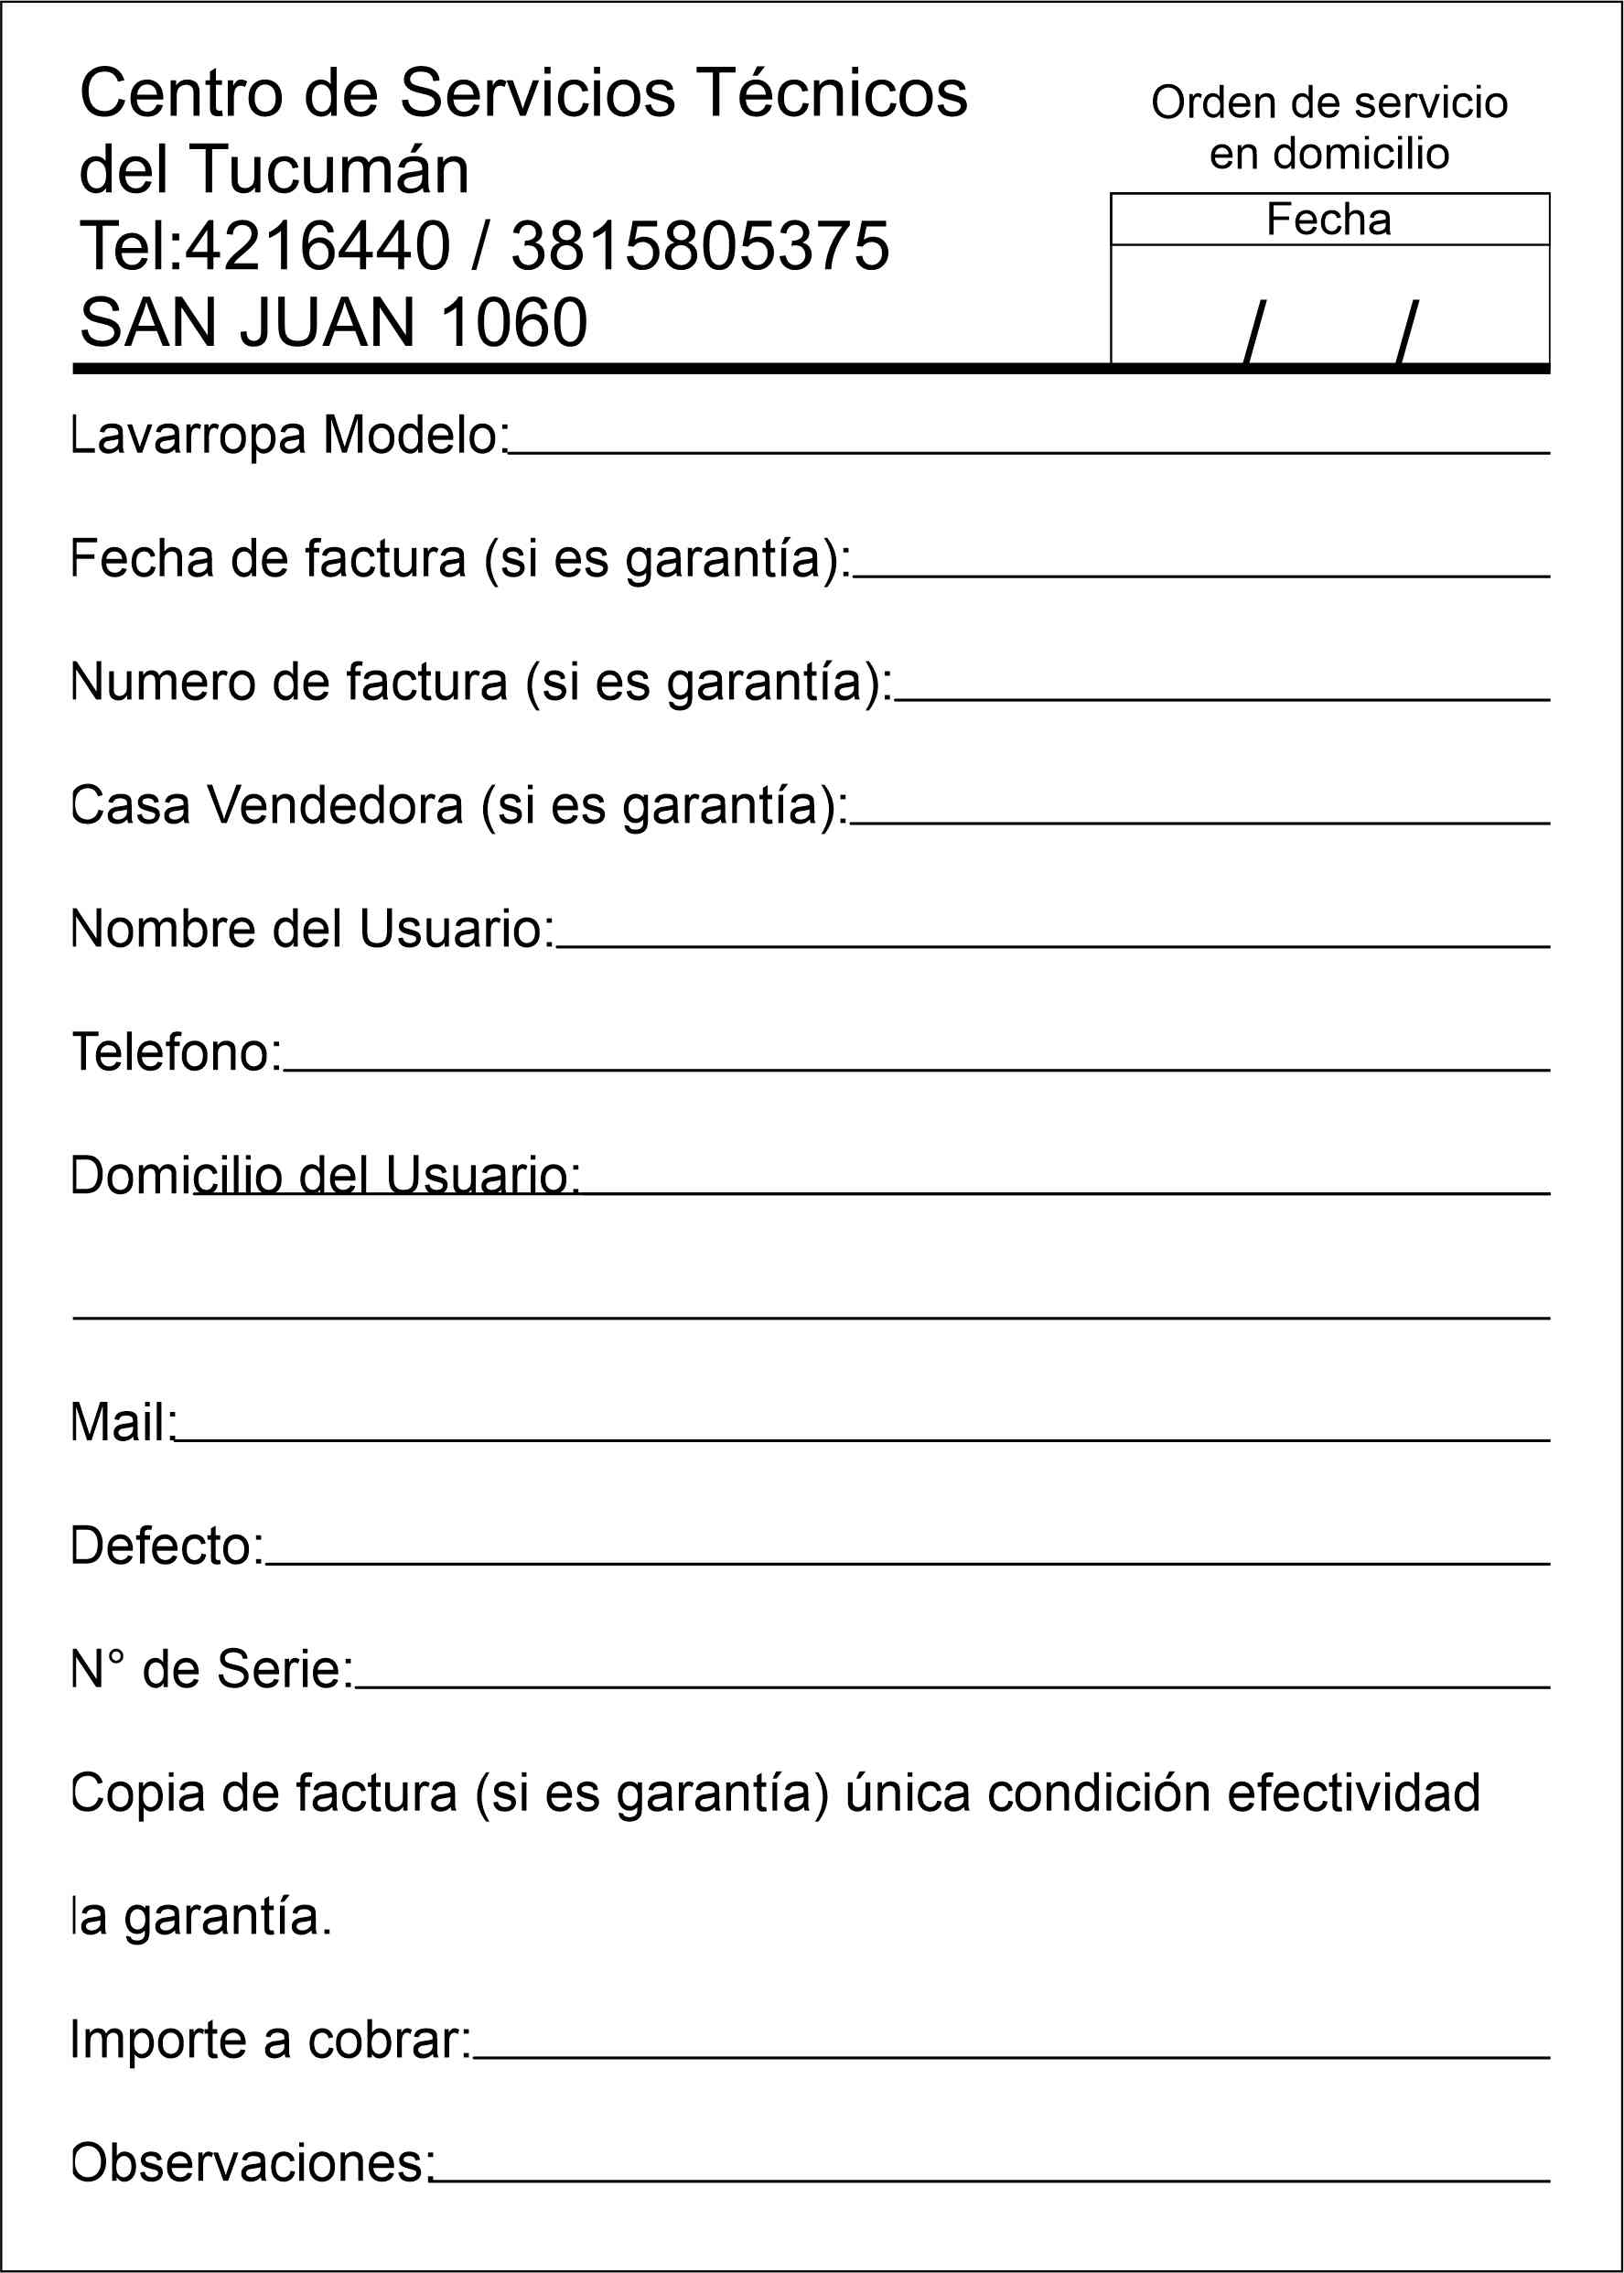 Centro de Servicios Técnicos
del Tucumán
Tel:4216440 / 3815805375
SAN JUAN 1060
Orden de servicio
en domicilio
Fecha
/ /
Lavarropa Modelo:
Fecha de factura (si es garantía):
Numero de factura (si es garantía):
Casa Vendedora (si es garantía):
Nombre del Usuario:
Telefono:
Domicilio del Usuario:
Mail:
Defecto:
N° de Serie:
Copia de factura (si es garantía) única condición efectividad
la garantía.
Importe a cobrar:
Observaciones: